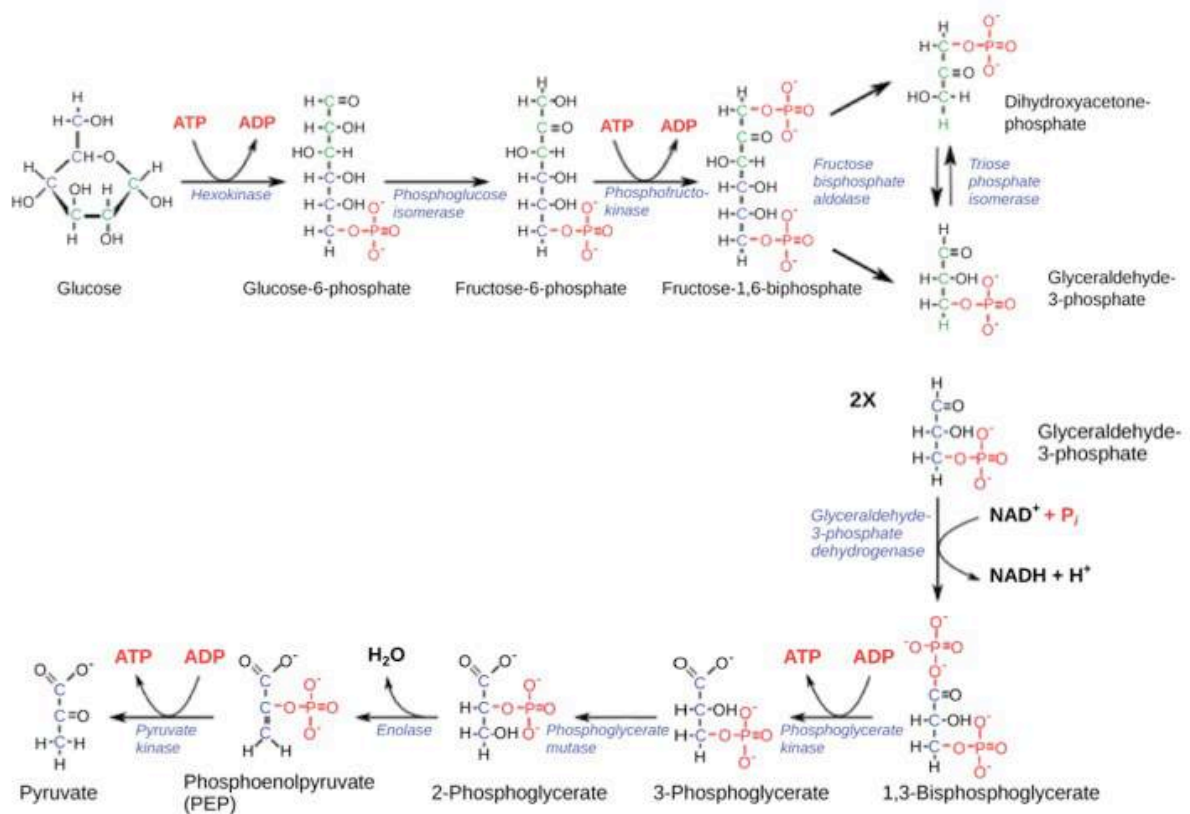 ATP ADP
Hexokinase
Phosphoglucose
isomerase
ATP ADP
Phosphofructo-
kinase
Glucose
Glucose-6-phosphate
Fructose-6-phosphate
Fructose-1,6-biphosphate
Fructose
bisphosphate
aldolase
Dihydroxyacetone-
phosphate
Triose
phosphate
isomerase
Glyceraldehyde-
3-phosphate
2X
Glyceraldehyde-
3-phosphate
Glyceraldehyde-
3-phosphate
dehydrogenase
NAD⁺ + Pᵢ
NADH + H⁺
1,3-Bisphosphoglycerate
ATP ADP
Phosphoglycerate
kinase
3-Phosphoglycerate
Phosphoglycerate
mutase
2-Phosphoglycerate
H₂O
Enolase
Phosphoenolpyruvate
(PEP)
ATP ADP
Pyruvate
kinase
Pyruvate